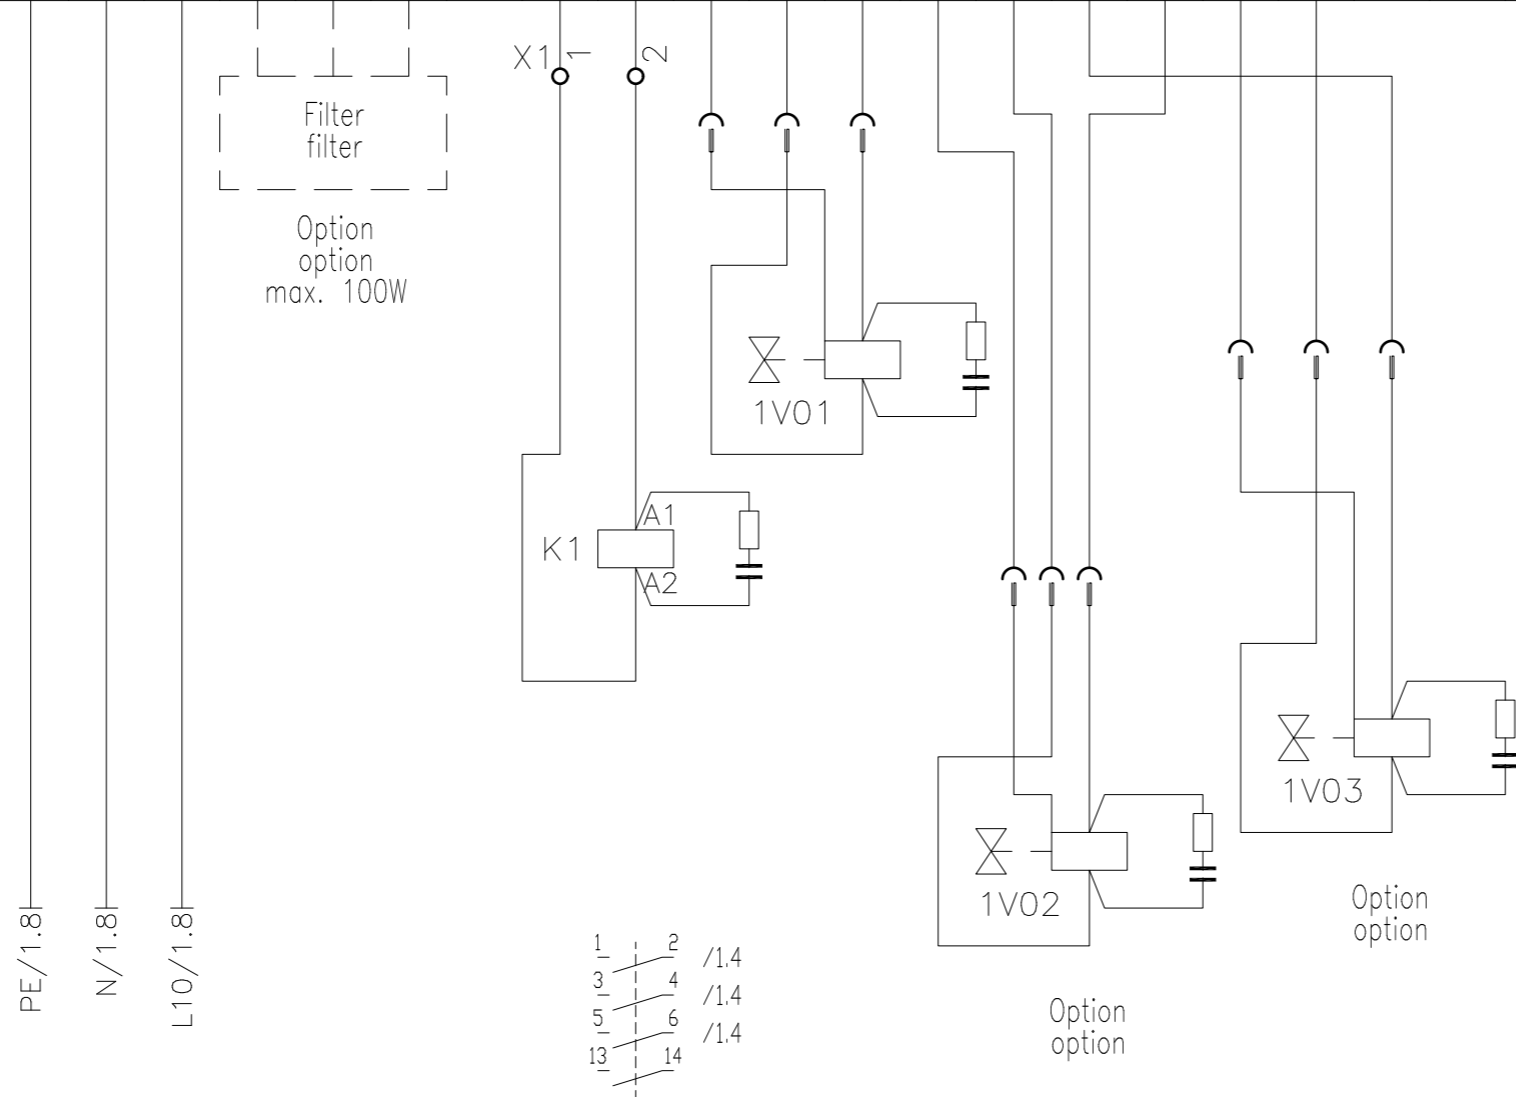 X1
1
2
Filter
filter
Option
option
max. 100W
1V01
A1
K1
A2
1V03
1V02
Option
option
PE/1.8
N/1.8
L10/1.8
1 2 /1.4
3 4 /1.4
5 6 /1.4
13 14
Option
option